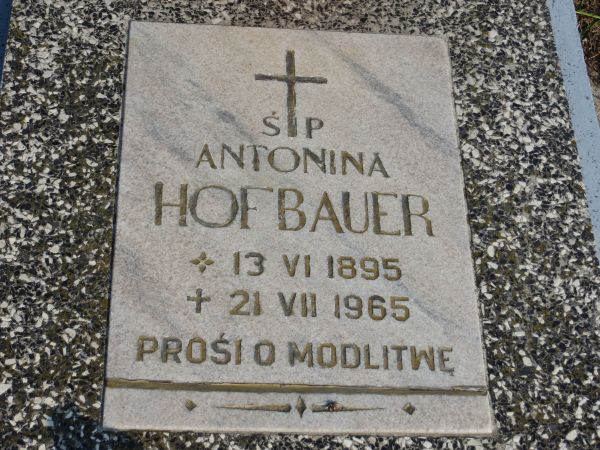 ŚP
ANTONINA
HOFBAUER
13 VI 1895
21 VII 1965
PROŚI O MODLITWĘ